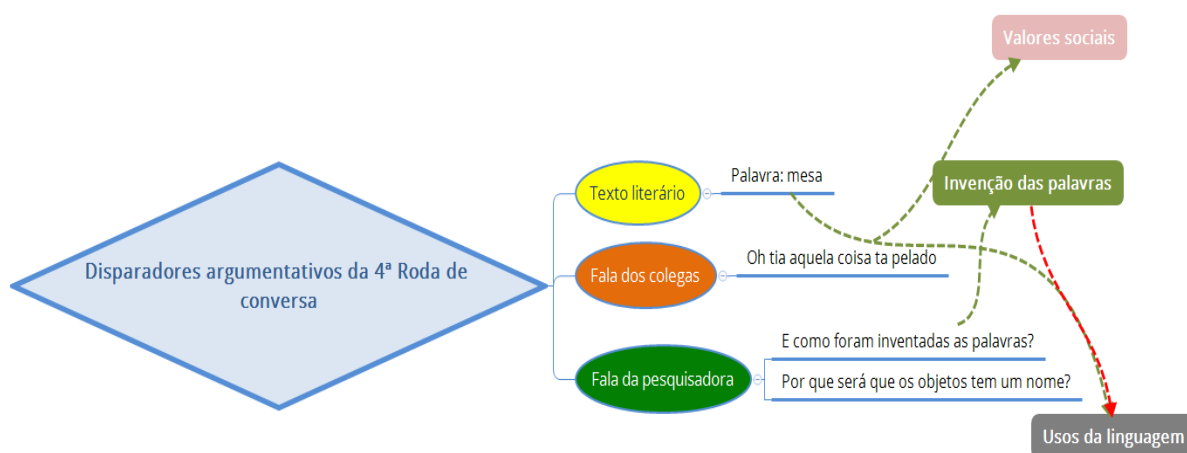 Valores sociais
Invenção das palavras
Texto literário
Palavra: mesa
Disparadores argumentativos da 4ª Roda de
conversa
Fala dos colegas
Oh tia aquela coisa ta pelado
Fala da pesquisadora
E como foram inventadas as palavras?
Por que será que os objetos tem um nome?
Usos da linguagem